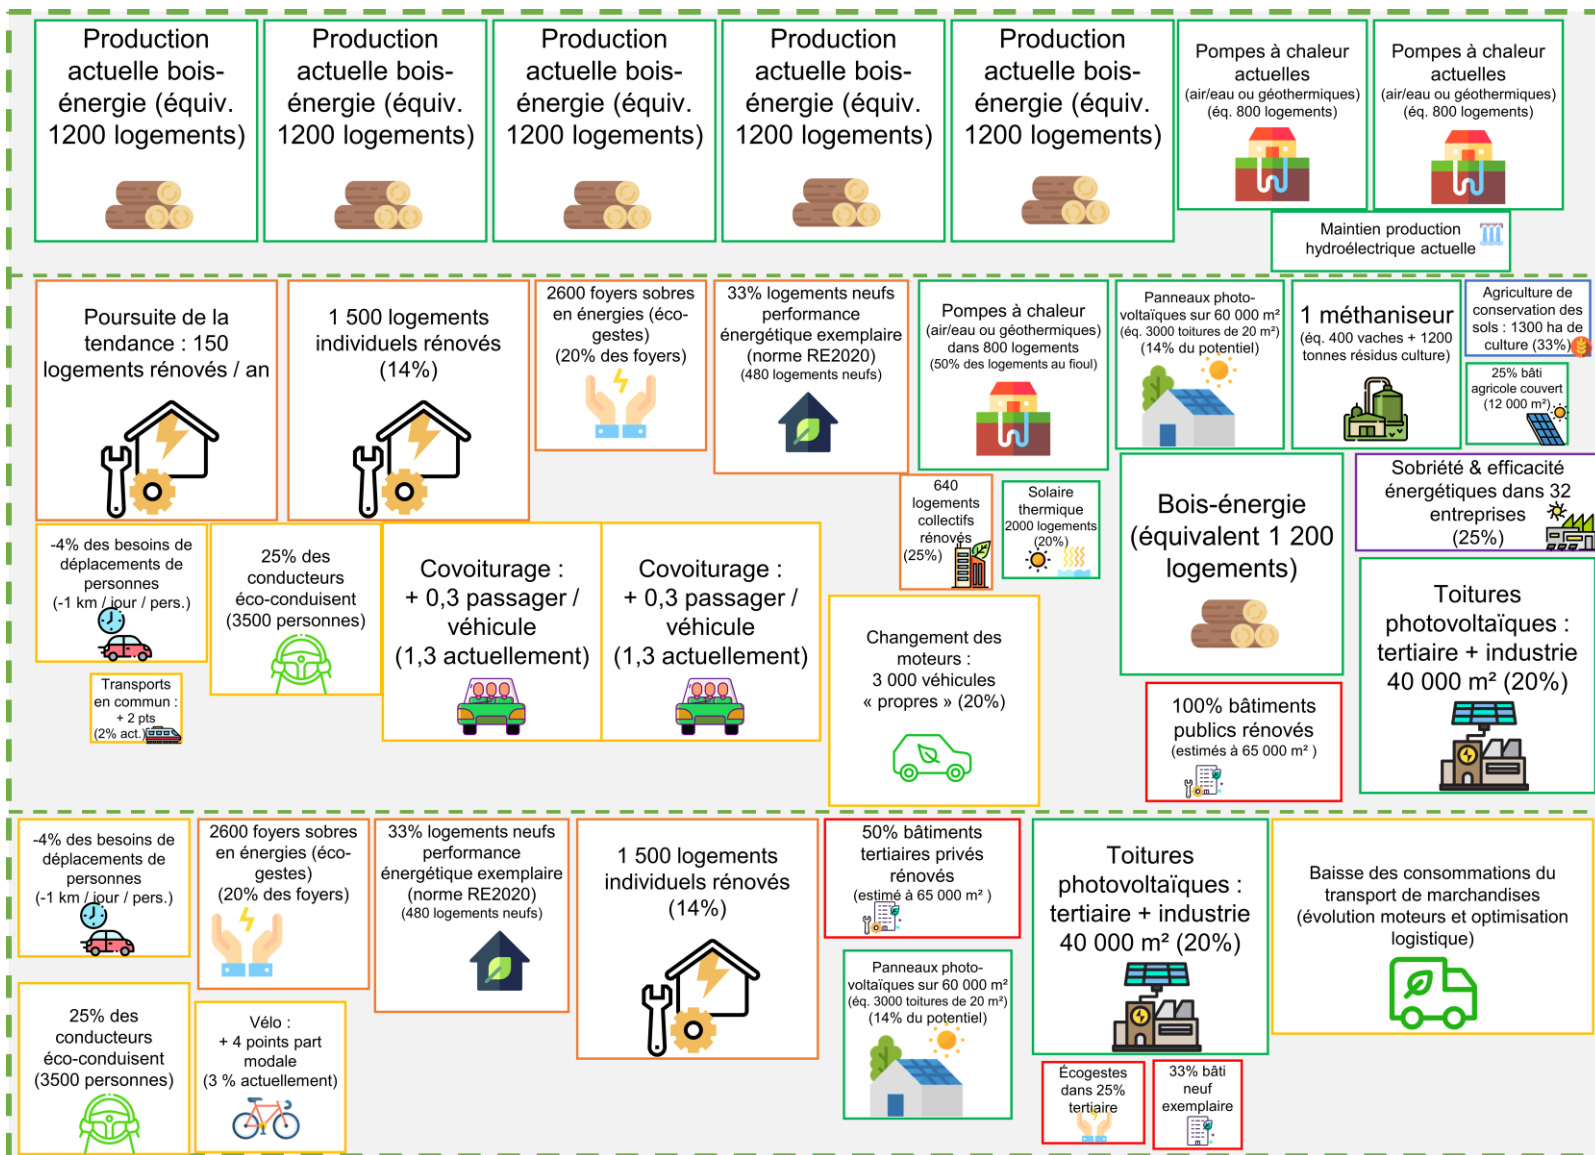 Production
actuelle bois-
énergie (équiv.
1200 logements)
Production
actuelle bois-
énergie (équiv.
1200 logements)
Production
actuelle bois-
énergie (équiv.
1200 logements)
Production
actuelle bois-
énergie (équiv.
1200 logements)
Production
actuelle bois-
énergie (équiv.
1200 logements)
Pompes à chaleur
actuelles
(air/eau ou géothermiques)
(éq. 800 logements)
Pompes à chaleur
actuelles
(air/eau ou géothermiques)
(éq. 800 logements)
Maintien production
hydroélectrique actuelle
Poursuite de la
tendance : 150
logements rénovés / an
1 500 logements
individuels rénovés
(14%)
2600 foyers sobres
en énergies (éco-
gestes)
(20% des foyers)
33% logements neufs
performance
énergétique exemplaire
(norme RE2020)
(480 logements neufs)
Pompes à chaleur
(air/eau ou géothermiques)
dans 800 logements
(50% des logements au fioul)
Panneaux photo-
voltaïques sur 60 000 m²
(éq. 3000 toitures de 20 m²)
(14% du potentiel)
1 méthaniseur
(éq. 400 vaches + 1200
tonnes résidus culture)
Agriculture de
conservation des
sols : 1300 ha de
culture (33%)
25% bâti
agricole couvert
(12 000 m²)
640
logements
collectifs
rénovés
(25%)
Solaire
thermique
2000 logements
(20%)
Bois-énergie
(équivalent 1 200
logements)
Sobriété & efficacité
énergétiques dans 32
entreprises
(25%)
-4% des besoins de
déplacements de
personnes
(-1 km / jour / pers.)
25% des
conducteurs
éco-conduisent
(3500 personnes)
Covoiturage :
+ 0,3 passager /
véhicule
(1,3 actuellement)
Covoiturage :
+ 0,3 passager /
véhicule
(1,3 actuellement)
Changement des
moteurs :
3 000 véhicules
« propres » (20%)
Toitures
photovoltaïques :
tertiaire + industrie
40 000 m² (20%)
Transports
en commun :
+ 2 pts
(2% act.)
100% bâtiments
publics rénovés
(estimés à 65 000 m² )
-4% des besoins de
déplacements de
personnes
(-1 km / jour / pers.)
2600 foyers sobres
en énergies (éco-
gestes)
(20% des foyers)
33% logements neufs
performance
énergétique exemplaire
(norme RE2020)
(480 logements neufs)
1 500 logements
individuels rénovés
(14%)
50% bâtiments
tertiaires privés
rénovés
(estimé à 65 000 m² )
Toitures
photovoltaïques :
tertiaire + industrie
40 000 m² (20%)
Baisse des consommations du
transport de marchandises
(évolution moteurs et optimisation
logistique)
Panneaux photo-
voltaïques sur 60 000 m²
(éq. 3000 toitures de 20 m²)
(14% du potentiel)
25% des
conducteurs
éco-conduisent
(3500 personnes)
Vélo :
+ 4 points part
modale
(3 % actuellement)
Écogestes
dans 25%
tertiaire
33% bâti
neuf
exemplaire